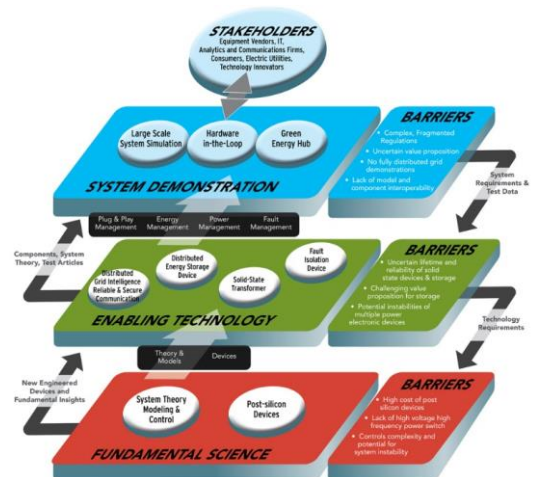 STAKEHOLDERS
Equipment Vendors, IT,
Analytics and Communications Firms,
Consumers, Electric Utilities,
Technology Innovators
Large Scale
System Simulation
Hardware
in-the-Loop
Green
Energy Hub
SYSTEM DEMONSTRATION
BARRIERS
• Complex, Fragmented
Regulations
• Uncertain value proposition
• No fully distributed grid
demonstrations
• Lack of model and
component interoperability
System
Requirements &
Test Data
Plug & Play
Management
Energy
Management
Power
Management
Fault
Management
Components, System
Theory, Test Articles
Distributed
Grid Intelligence
Reliable & Secure
Communication
Distributed
Energy Storage
Device
Solid-State
Transformer
Fault
Isolation
Device
ENABLING TECHNOLOGY
BARRIERS
• Uncertain lifetime and
reliability of solid
state devices & storage
• Challenging value
proposition for storage
• Potential instabilities of
multiple power
electronic devices
Technology
Requirements
Theory &
Models
Devices
New Engineered
Devices and
Fundamental Insights
System Theory
Modeling &
Control
Post-silicon
Devices
FUNDAMENTAL SCIENCE
BARRIERS
• High cost of post
silicon devices
• Lack of high voltage high
frequency power switch
• Controls complexity and
potential for
system instability